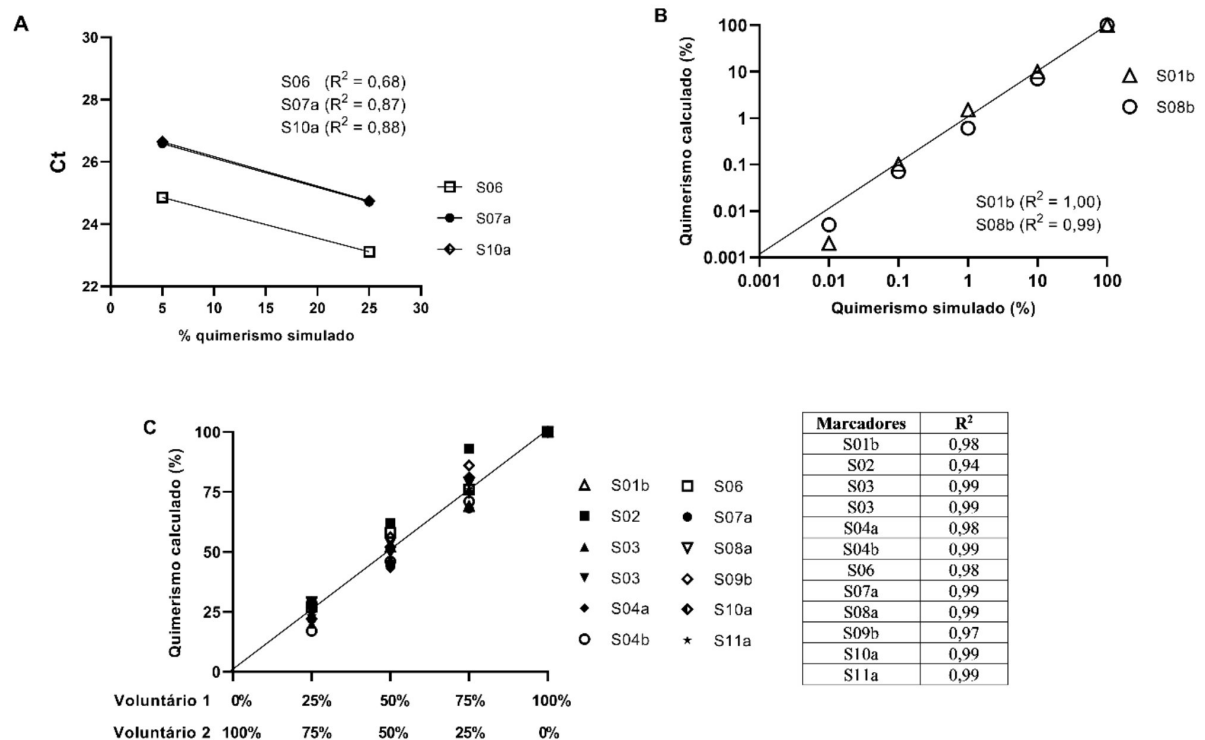 A
30
28
26
24
22
Ct
S06 (R² = 0,68)
S07a (R² = 0,87)
S10a (R² = 0,88)
S06
S07a
S10a
0 5 10 15 20 25 30
% quimerismo simulado
B
100
10
1
0.1
0.01
0.001
Quimerismo calculado (%)
S01b
S08b
S01b (R² = 1,00)
S08b (R² = 0,99)
0.001 0.01 0.1 1 10 100
Quimerismo simulado (%)
C
100
75
50
25
0
Quimerismo calculado (%)
Voluntário 1 0% 25% 50% 75% 100%
Voluntário 2 100% 75% 50% 25% 0%
S01b S06
S02 S07a
S03 S08a
S03 S09b
S04a S10a
S04b S11a
Marcadores R²
S01b 0,98
S02 0,94
S03 0,99
S03 0,99
S04a 0,98
S04b 0,99
S06 0,98
S07a 0,99
S08a 0,99
S09b 0,97
S10a 0,99
S11a 0,99